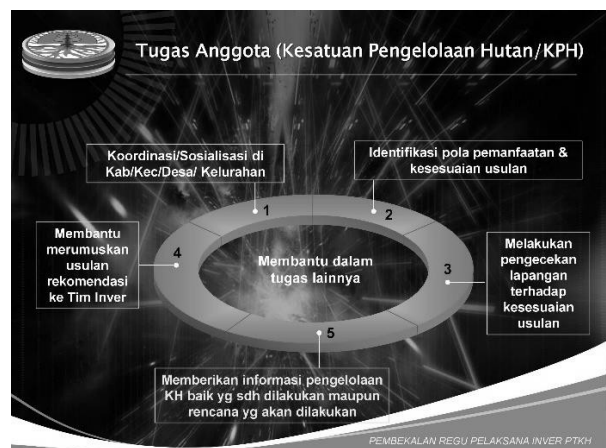 Tugas Anggota (Kesatuan Pengelolaan Hutan/KPH)
Koordinasi/Sosialisasi di
Kab/Kec/Desa/ Kelurahan
1
Identifikasi pola pemanfaatan &
kesesuaian usulan
2
Melakukan
pengecekan
lapangan
terhadap
kesesuaian
usulan
3
Membantu
merumuskan
usulan
rekomendasi
ke Tim Inver
4
Membantu dalam
tugas lainnya
5
Memberikan informasi pengelolaan
KH baik yg sdh dilakukan maupun
rencana yg akan dilakukan
PEMBEKALAN REGU PELAKSANA INVER PTKH